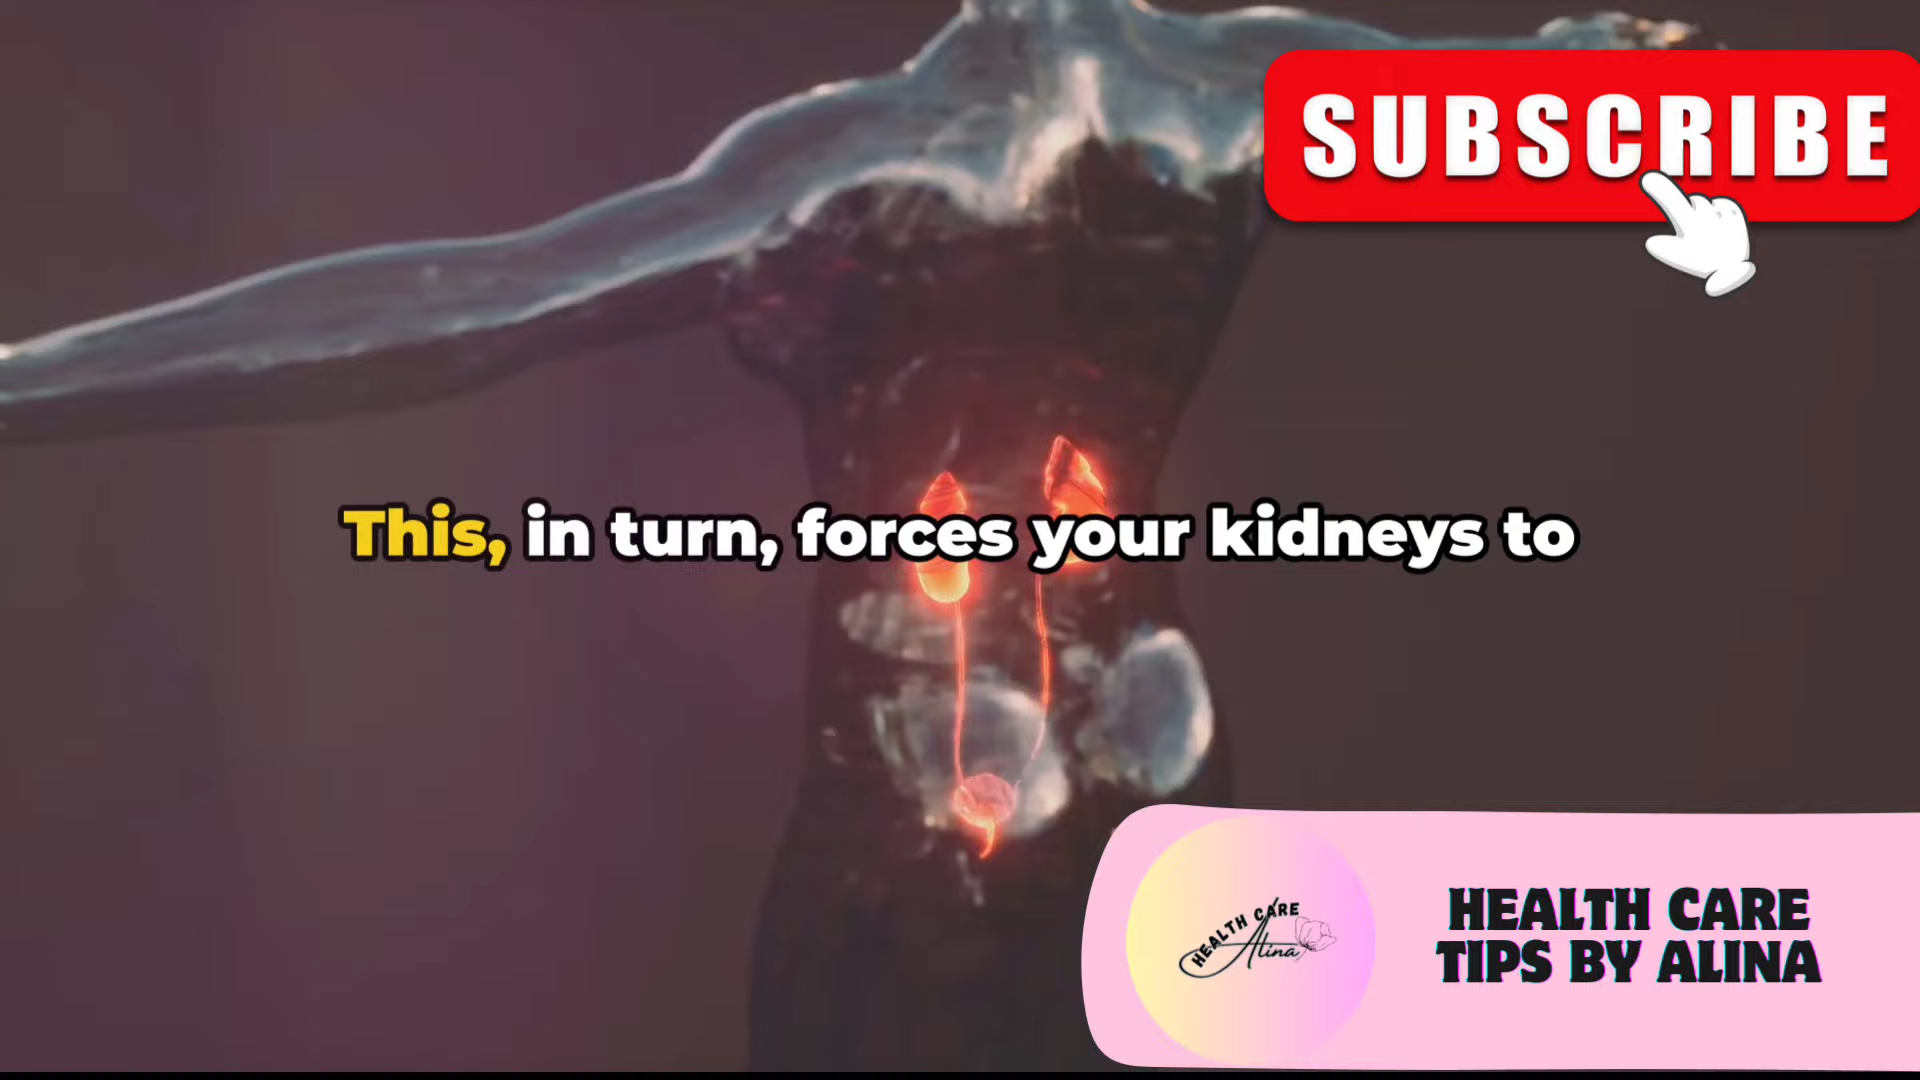 SUBSCRIBE
This, in turn, forces your kidneys to
HEALTH CARE
Alina
HEALTH CARE
TIPS BY ALINA